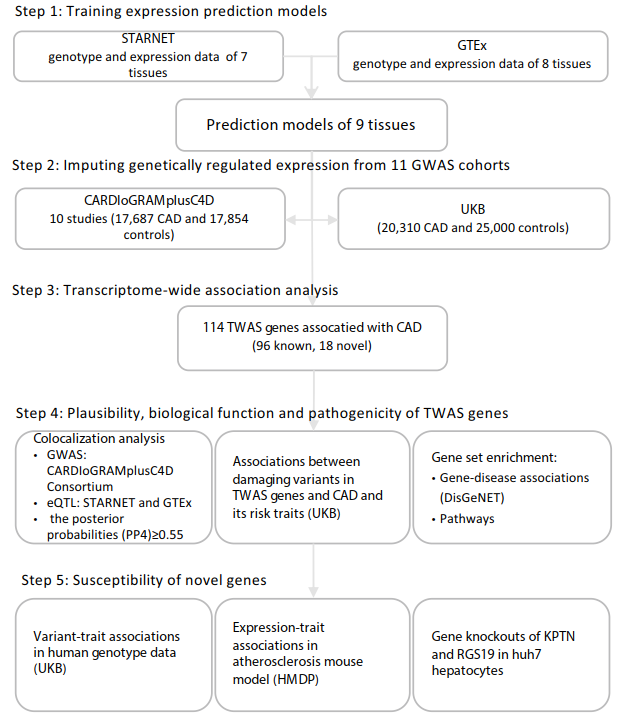 Step 1: Training expression prediction models
STARNET
genotype and expression data of 7
tissues
GTEx
genotype and expression data of 8 tissues
Prediction models of 9 tissues
Step 2: Imputing genetically regulated expression from 11 GWAS cohorts
CARDIoGRAMplusC4D
10 studies (17,687 CAD and 17,854
controls)
UKB
(20,310 CAD and 25,000 controls)
Step 3: Transcriptome-wide association analysis
114 TWAS genes assocatied with CAD
(96 known, 18 novel)
Step 4: Plausibility, biological function and pathogenicity of TWAS genes
Colocalization analysis
• GWAS:
CARDIoGRAMplusC4D
Consortium
• eQTL: STARNET and GTEx
• the posterior
probabilities (PP4)≥0.55
Associations between
damaging variants in
TWAS genes and CAD and
its risk traits (UKB)
Gene set enrichment:
• Gene-disease associations
(DisGeNET)
• Pathways
Step 5: Susceptibility of novel genes
Variant-trait associations
in human genotype data
(UKB)
Expression-trait
associations in
atherosclerosis mouse
model (HMDP)
Gene knockouts of KPTN
and RGS19 in huh7
hepatocytes